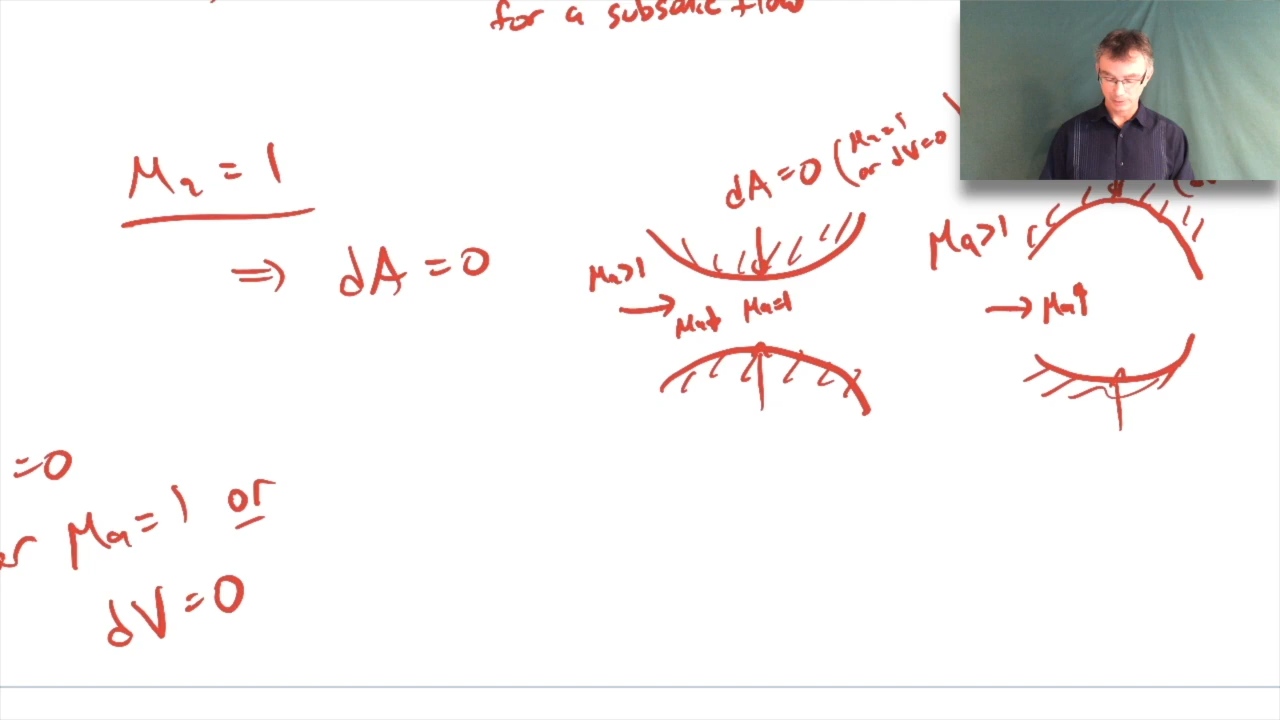 for a subsonic flow
Ma = 1
⇒ dA = 0
dA = 0 (Ma=1
or dV=0
Ma>1
→ Ma↓ Ma=1
Ma>1
→ Ma↑
=0
Ma=1 or
dV=0